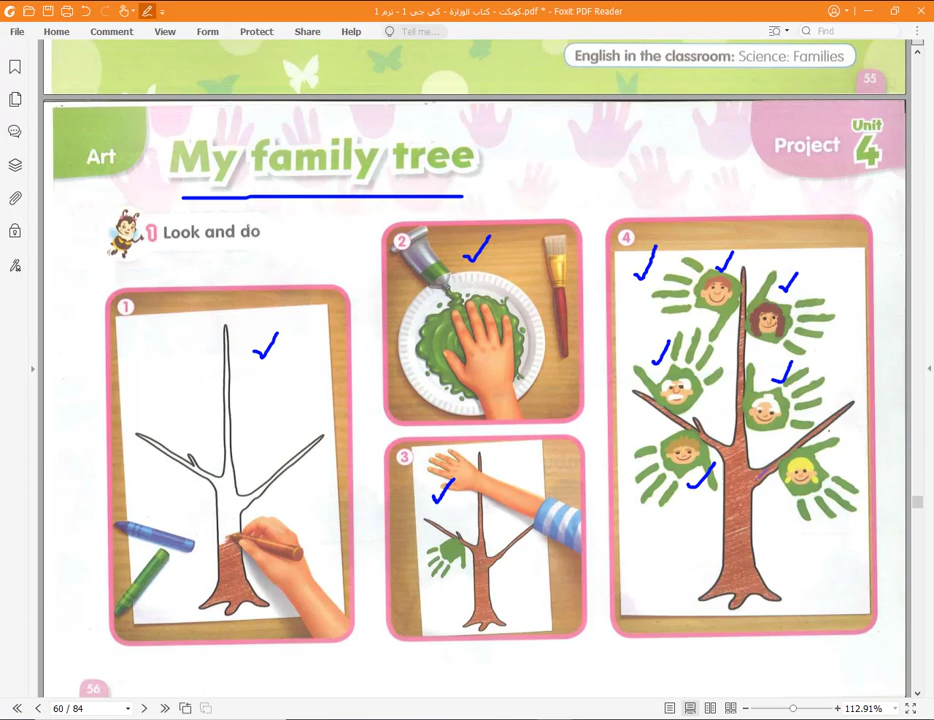 كونكت - كتاب الوزارة - كي جي 1 - ترم 1.pdf * - Foxit PDF Reader
File Home Comment View Form Protect Share Help Tell me... Find
English in the classroom: Science: Families
55
Art
My family tree
Project
Unit
4
1 Look and do
1
2
3
4
56
60 / 84
112.91%